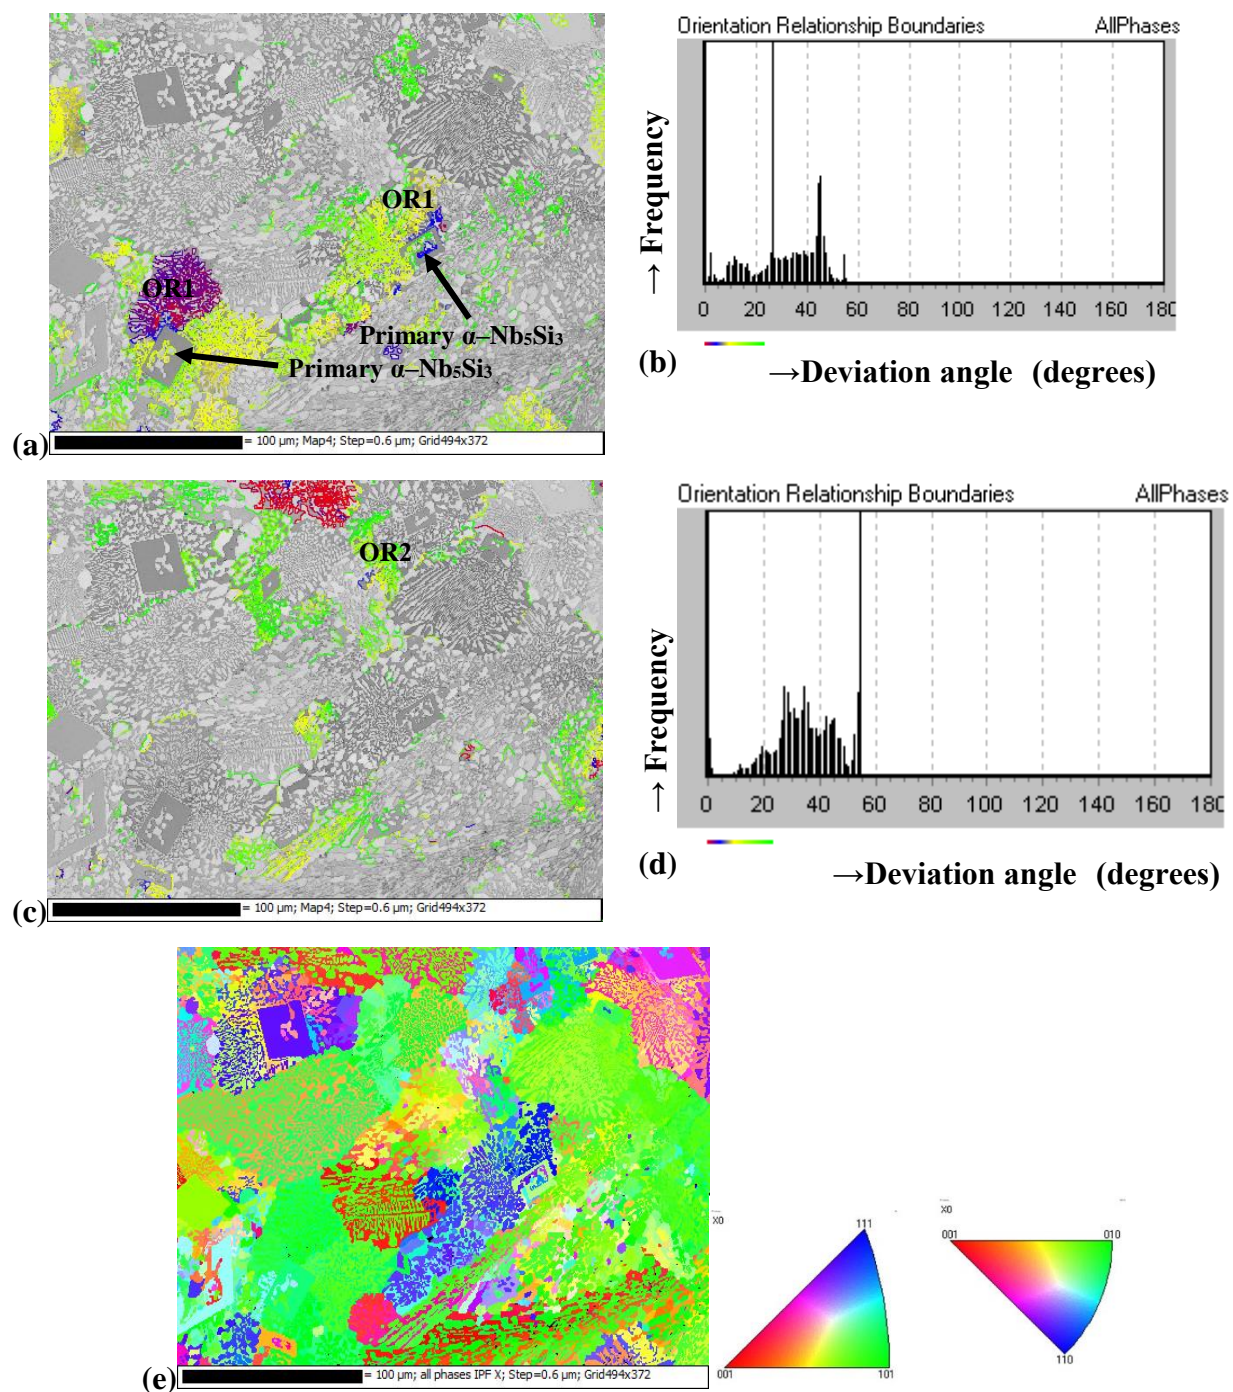 OR1
OR1
Primary α–Nb₅Si₃
Primary α–Nb₅Si₃
(a)
= 100 µm; Map4; Step=0.6 µm; Grid494x372
Orientation Relationship Boundaries AllPhases
→ Frequency
0 20 40 60 80 100 120 140 160 180
(b)
→Deviation angle (degrees)
OR2
(c)
= 100 µm; Map4; Step=0.6 µm; Grid494x372
Orientation Relationship Boundaries AllPhases
→ Frequency
0 20 40 60 80 100 120 140 160 180
(d)
→Deviation angle (degrees)
(e)
= 100 µm; all phases IPF X; Step=0.6 µm; Grid494x372
X0
111
001
101
X0
001
010
110